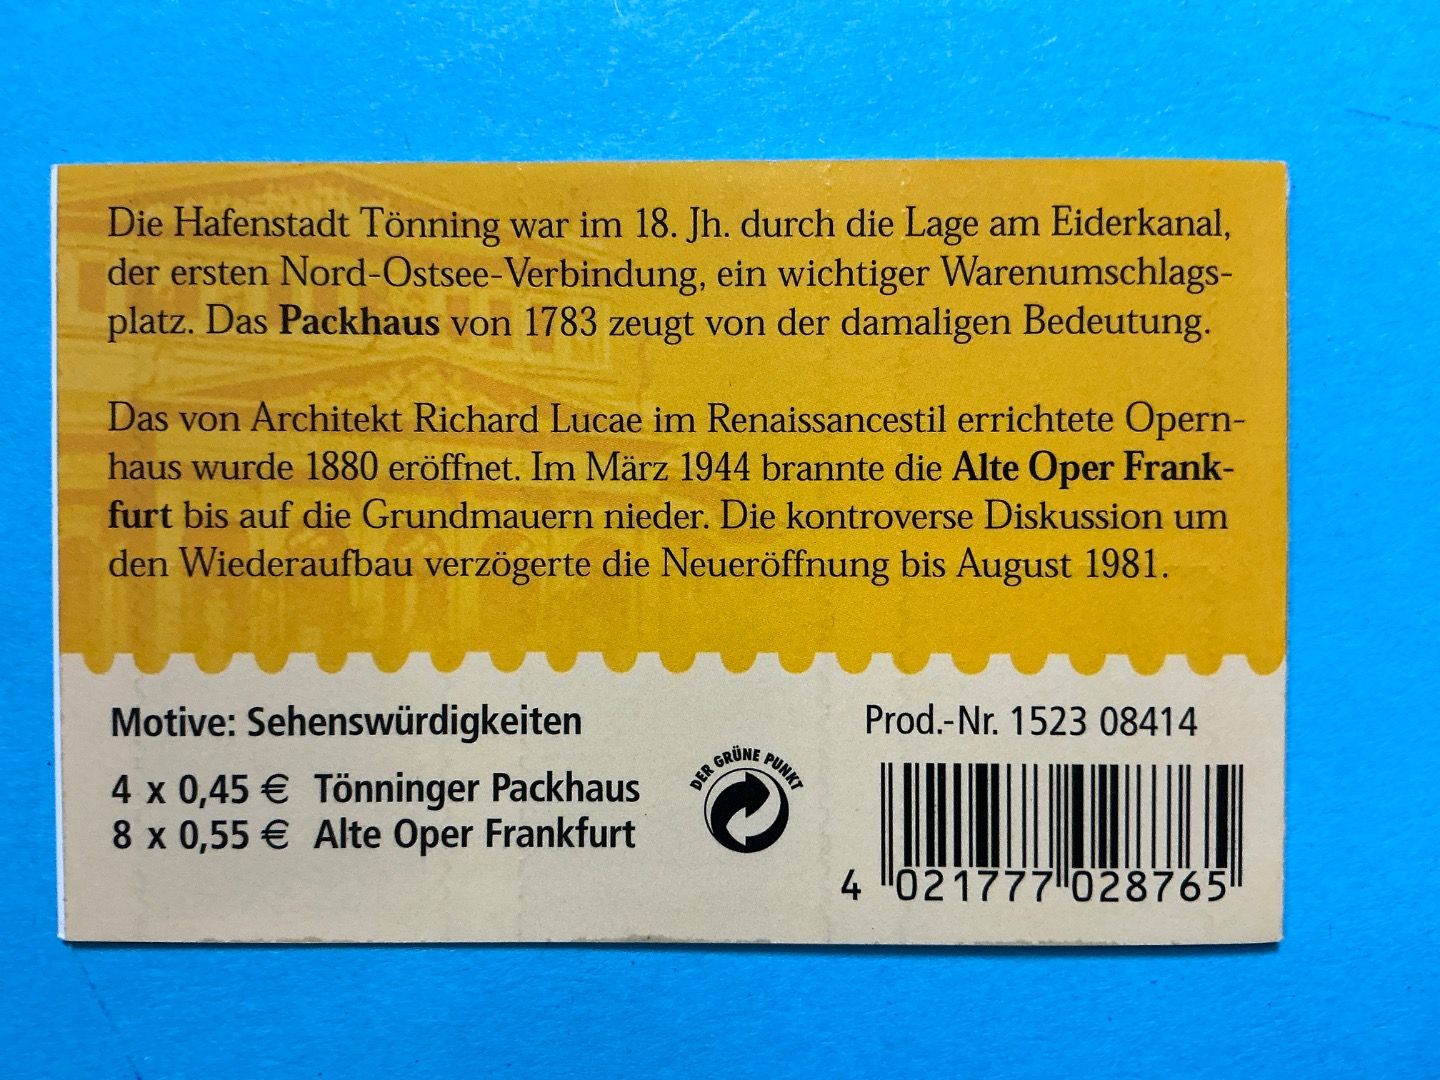 Die Hafenstadt Tönning war im 18. Jh. durch die Lage am Eiderkanal,
der ersten Nord-Ostsee-Verbindung, ein wichtiger Warenumschlags-
platz. Das Packhaus von 1783 zeugt von der damaligen Bedeutung.
Das von Architekt Richard Lucae im Renaissancestil errichtete Opern-
haus wurde 1880 eröffnet. Im März 1944 brannte die Alte Oper Frank-
furt bis auf die Grundmauern nieder. Die kontroverse Diskussion um
den Wiederaufbau verzögerte die Neueröffnung bis August 1981.
Motive: Sehenswürdigkeiten
4 x 0,45 € Tönninger Packhaus
8 x 0,55 € Alte Oper Frankfurt
DER GRÜNE PUNKT
Prod.-Nr. 1523 08414
4 021777 028765